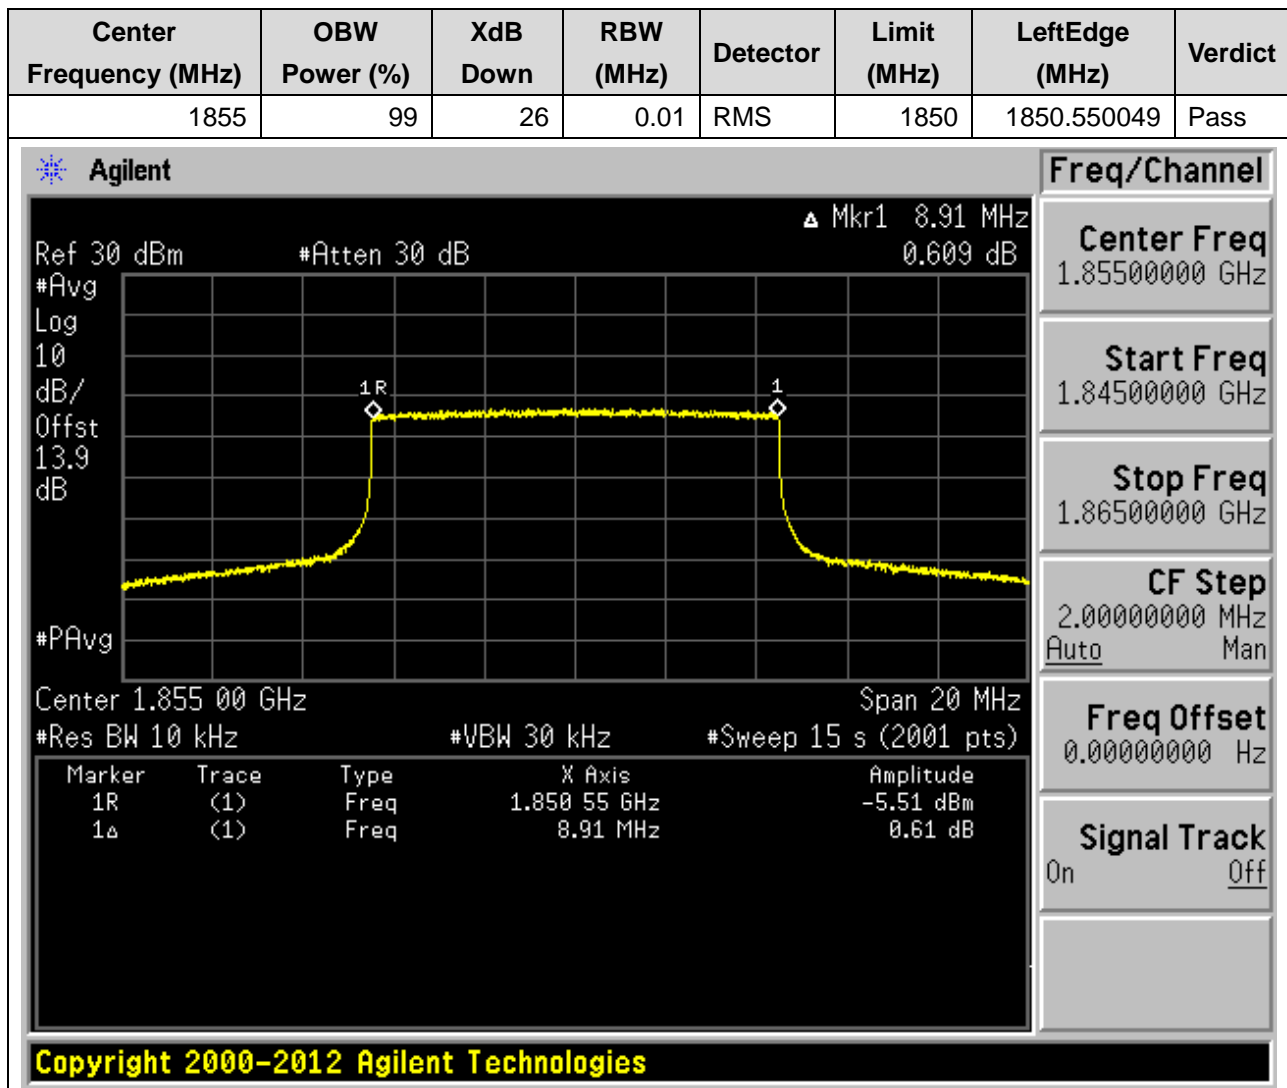 Center Frequency (MHz) OBW Power (%) XdB Down RBW (MHz) Detector Limit (MHz) LeftEdge (MHz) Verdict
1855 99 26 0.01 RMS 1850 1850.550049 Pass
Agilent
Freq/Channel
Δ Mkr1 8.91 MHz
Ref 30 dBm #Atten 30 dB 0.609 dB
#Avg
Log
10
dB/
Offst
13.9
dB
1R
1
#PAvg
Center 1.855 00 GHz Span 20 MHz
#Res BW 10 kHz #VBW 30 kHz #Sweep 15 s (2001 pts)
Marker Trace Type X Axis Amplitude
1R (1) Freq 1.850 55 GHz -5.51 dBm
1Δ (1) Freq 8.91 MHz 0.61 dB
Center Freq
1.85500000 GHz
Start Freq
1.84500000 GHz
Stop Freq
1.86500000 GHz
CF Step
2.00000000 MHz
Auto Man
Freq Offset
0.00000000 Hz
Signal Track
On Off
Copyright 2000-2012 Agilent Technologies